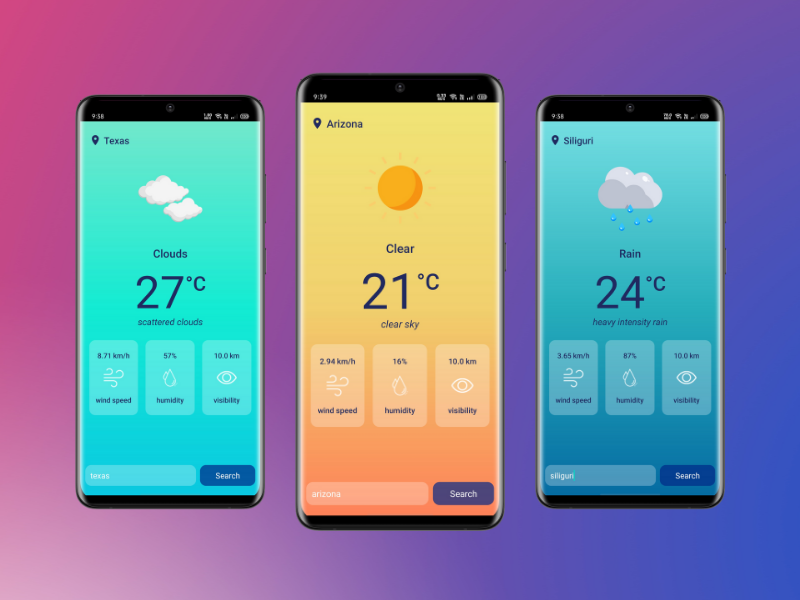 9:38
Texas
Clouds
27°C
scattered clouds
8.71 km/h
57%
10.0 km
wind speed
humidity
visibility
texas
Search
9:39
Arizona
Clear
21°C
clear sky
2.94 km/h
16%
10.0 km
wind speed
humidity
visibility
arizona
Search
9:38
Siliguri
Rain
24°C
heavy intensity rain
3.65 km/h
87%
10.0 km
wind speed
humidity
visibility
siliguri
Search